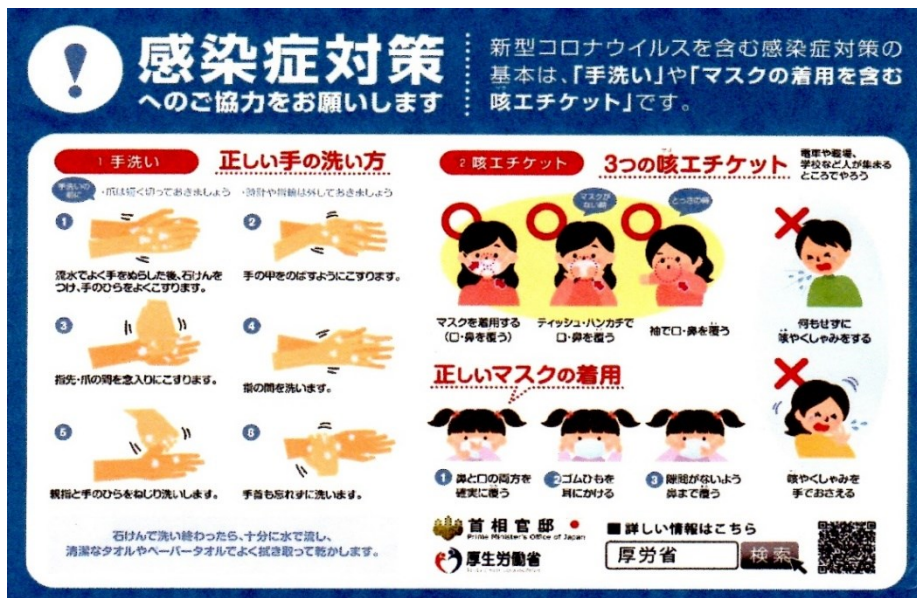 感染症対策
へのご協力をお願いします
新型コロナウイルスを含む感染症対策の
基本は、「手洗い」や「マスクの着用を含む
咳エチケット」です。
1 手洗い
正しい手の洗い方
手洗いの
前に
・爪は短く切っておきましょう
・時計や指輪は外しておきましょう
1
流水でよく手をぬらした後、石けんを
つけ、手のひらをよくこすります。
2
手の甲をのばすようにこすります。
3
指先・爪の間を念入りにこすります。
4
指の間を洗います。
5
親指と手のひらをねじり洗いします。
6
手首も忘れずに洗います。
石けんで洗い終わったら、十分に水で流し、
清潔なタオルやペーパータオルでよく拭き取って乾かします。
2 咳エチケット
3つの咳エチケット
電車や職場、
学校など人が集まる
ところでやろう
マスクを着用する
(口・鼻を覆う)
マスクが
ない時
ティッシュ・ハンカチで
口・鼻を覆う
とっさの時
袖で口・鼻を覆う
何もせずに
咳やくしゃみをする
咳やくしゃみを
手でおさえる
正しいマスクの着用
1 鼻と口の両方を
確実に覆う
2 ゴムひもを
耳にかける
3 隙間がないよう
鼻まで覆う
首相官邸
Prime Minister's Office of Japan
厚生労働省
■詳しい情報はこちら
厚労省 検索